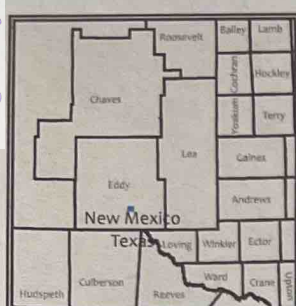 Roosevelt
Bailey
Lamb
Cochran
Hockley
Chaves
Yoakum
Terry
Lea
Gaines
Eddy
Andrews
New Mexico
Texas
Loving
Winkler
Ector
Ward
Crane
Upton
Hudspeth
Culberson
Reeves